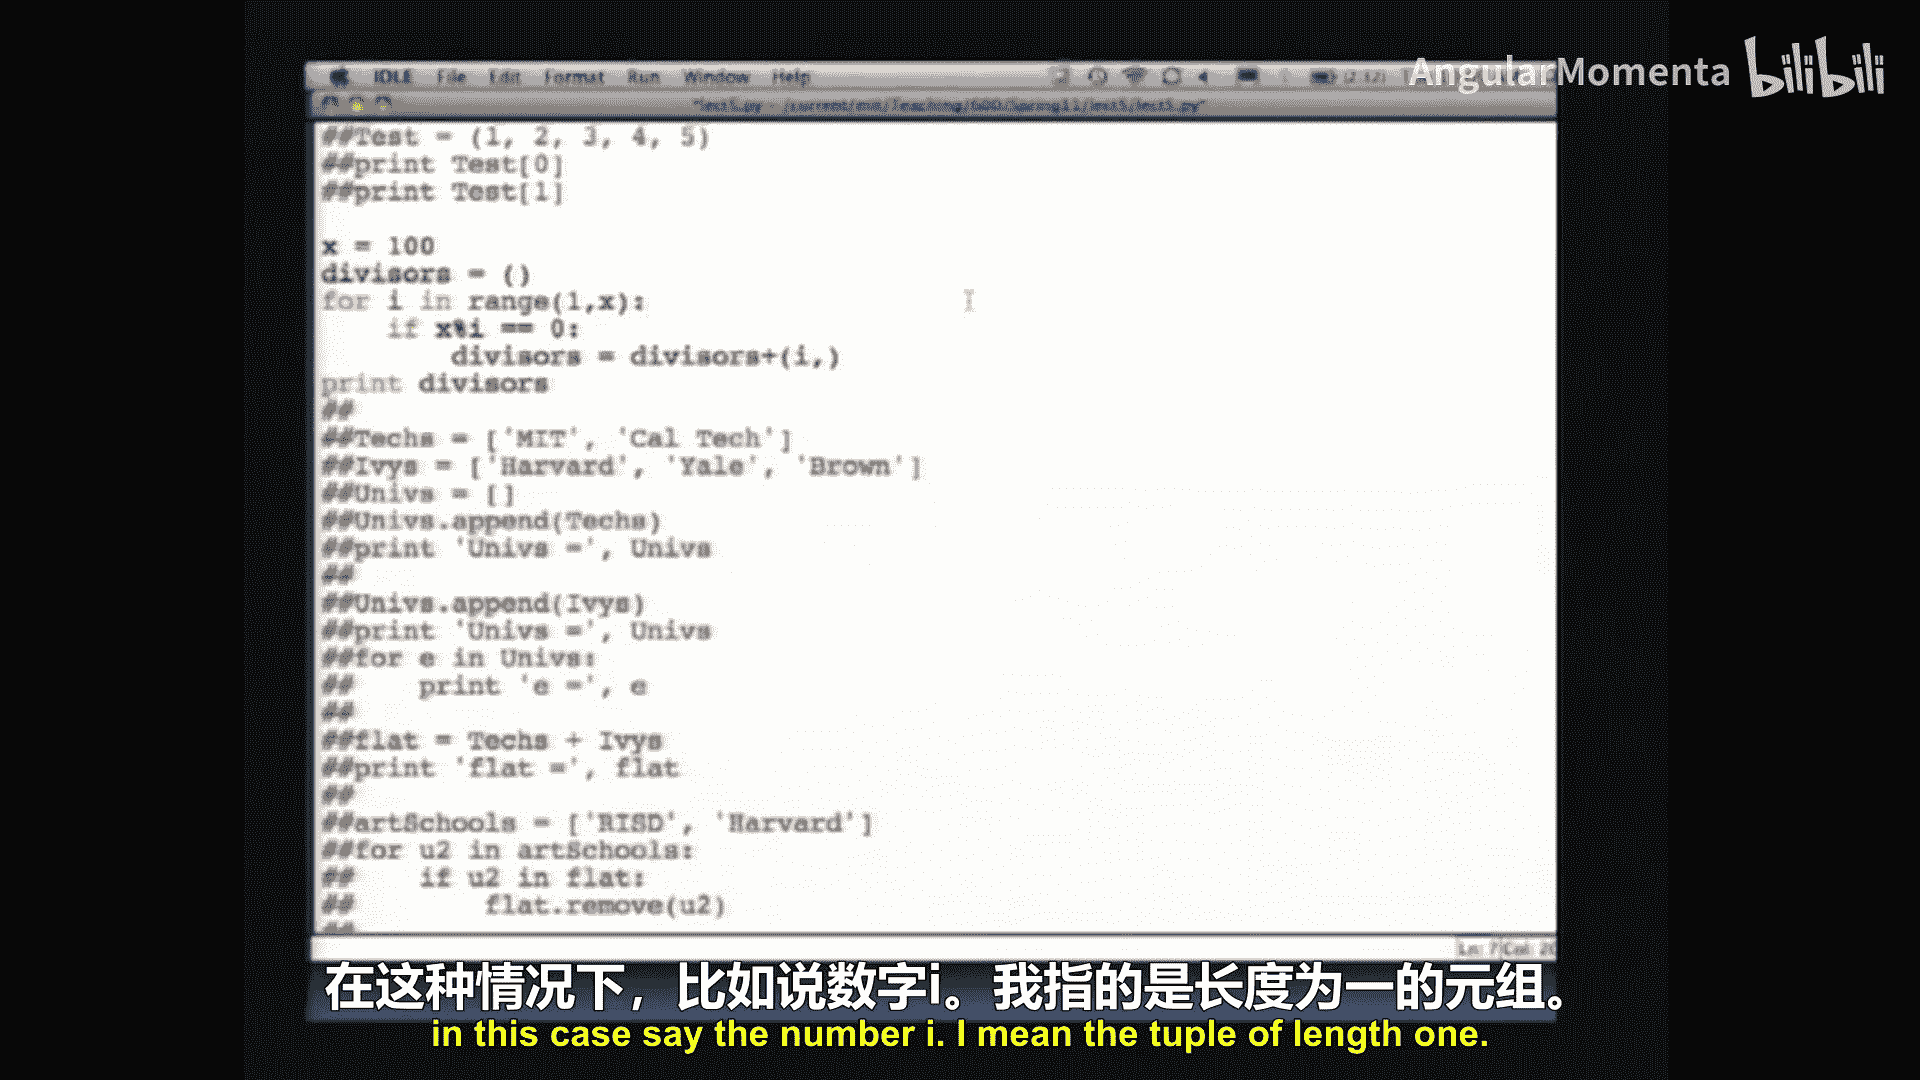 AngularMomenta bilibili
IDLE File Edit Format Run Window Help
##Test = (1, 2, 3, 4, 5)
##print Test[0]
##print Test[1]
x = 100
divisors = ()
for i in range(1,x):
    if x%i == 0:
        divisors = divisors+(i,)
print divisors
##
##Techs = ['MIT', 'Cal Tech']
##Ivys = ['Harvard', 'Yale', 'Brown']
##Univs = []
##Univs.append(Techs)
##print 'Univs =', Univs
##
##Univs.append(Ivys)
##print 'Univs =', Univs
##for e in Univs:
##    print 'e =', e
##
##flat = Techs + Ivys
##print 'flat =', flat
##
##artSchools = ['RISD', 'Harvard']
##for u2 in artSchools:
##    if u2 in flat:
##        flat.remove(u2)
##
在这种情况下，比如说数字i。我指的是长度为一的元组。
in this case say the number i. I mean the tuple of length one.